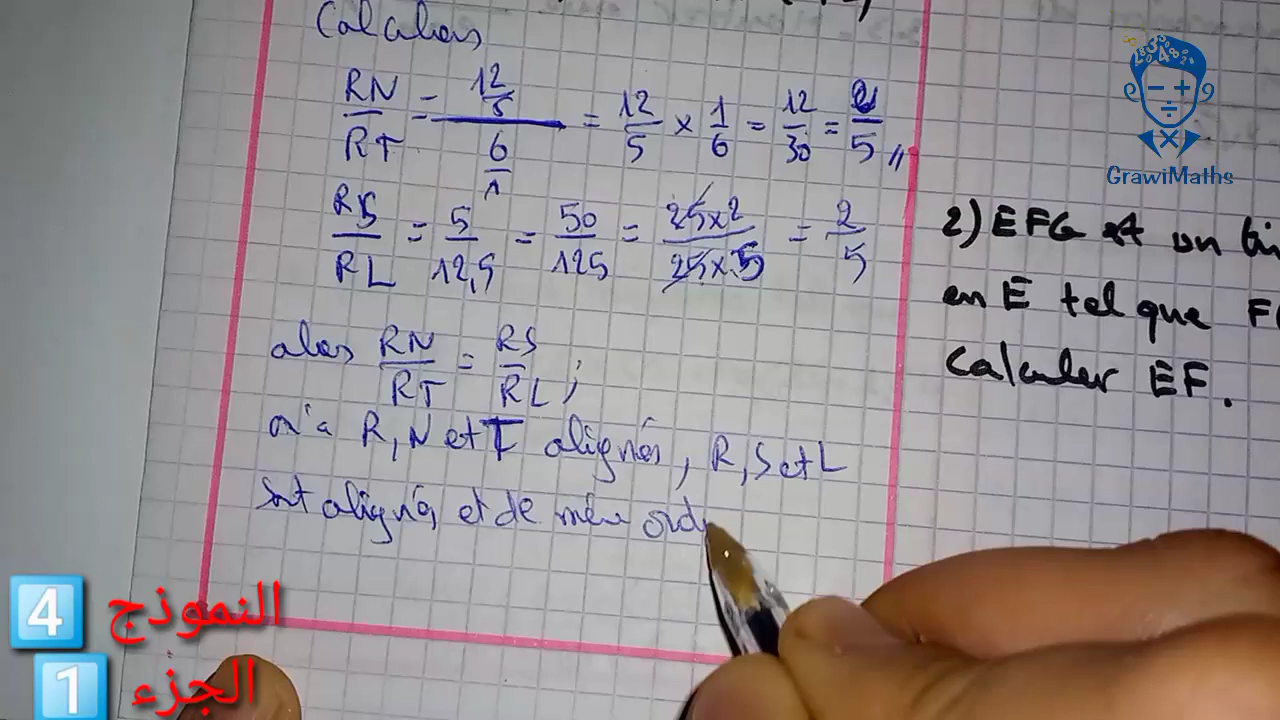 Calculons
RN/RT = (12/5)/(6/1) = 12/5 × 1/6 = 12/30 = 2/5 //
RS/RL = 5/12,5 = 50/125 = 25×2/25×5 = 2/5
alors RN/RT = RS/RL ;
on a R, N et T alignés, R, S et L
sont alignés et de même ord
2) EFG est un tri
en E tel que F
Calculer EF.
GrawiMaths
4 النموذج
1 الجزء